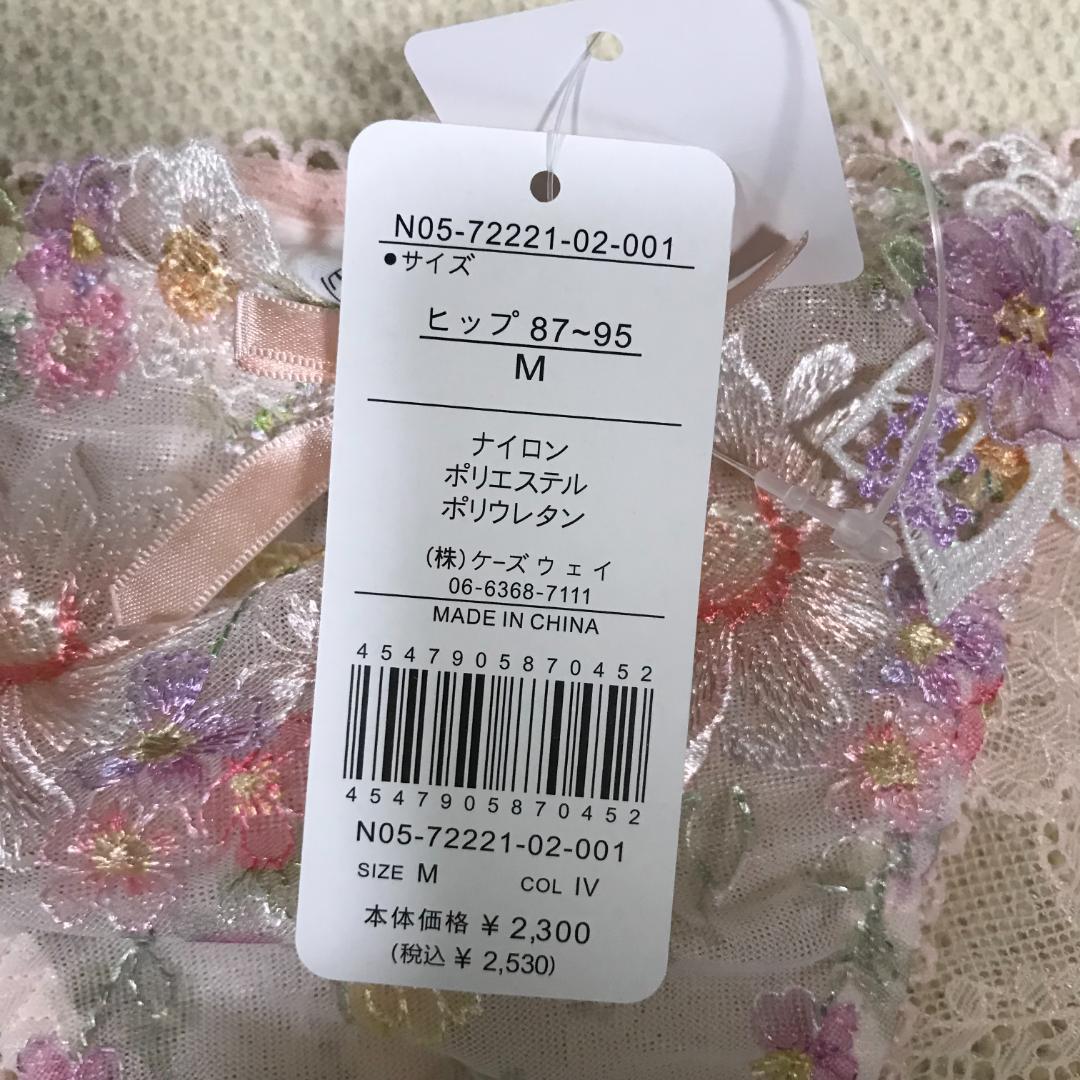 N05-72221-02-001
●サイズ
ヒップ 87~95
M
ナイロン
ポリエステル
ポリウレタン
(株)ケーズウェイ
06-6368-7111
MADE IN CHINA
4547905870452
4547905870452
N05-72221-02-001
SIZE M COL IV
本体価格 ¥ 2,300
(税込 ¥ 2,530)